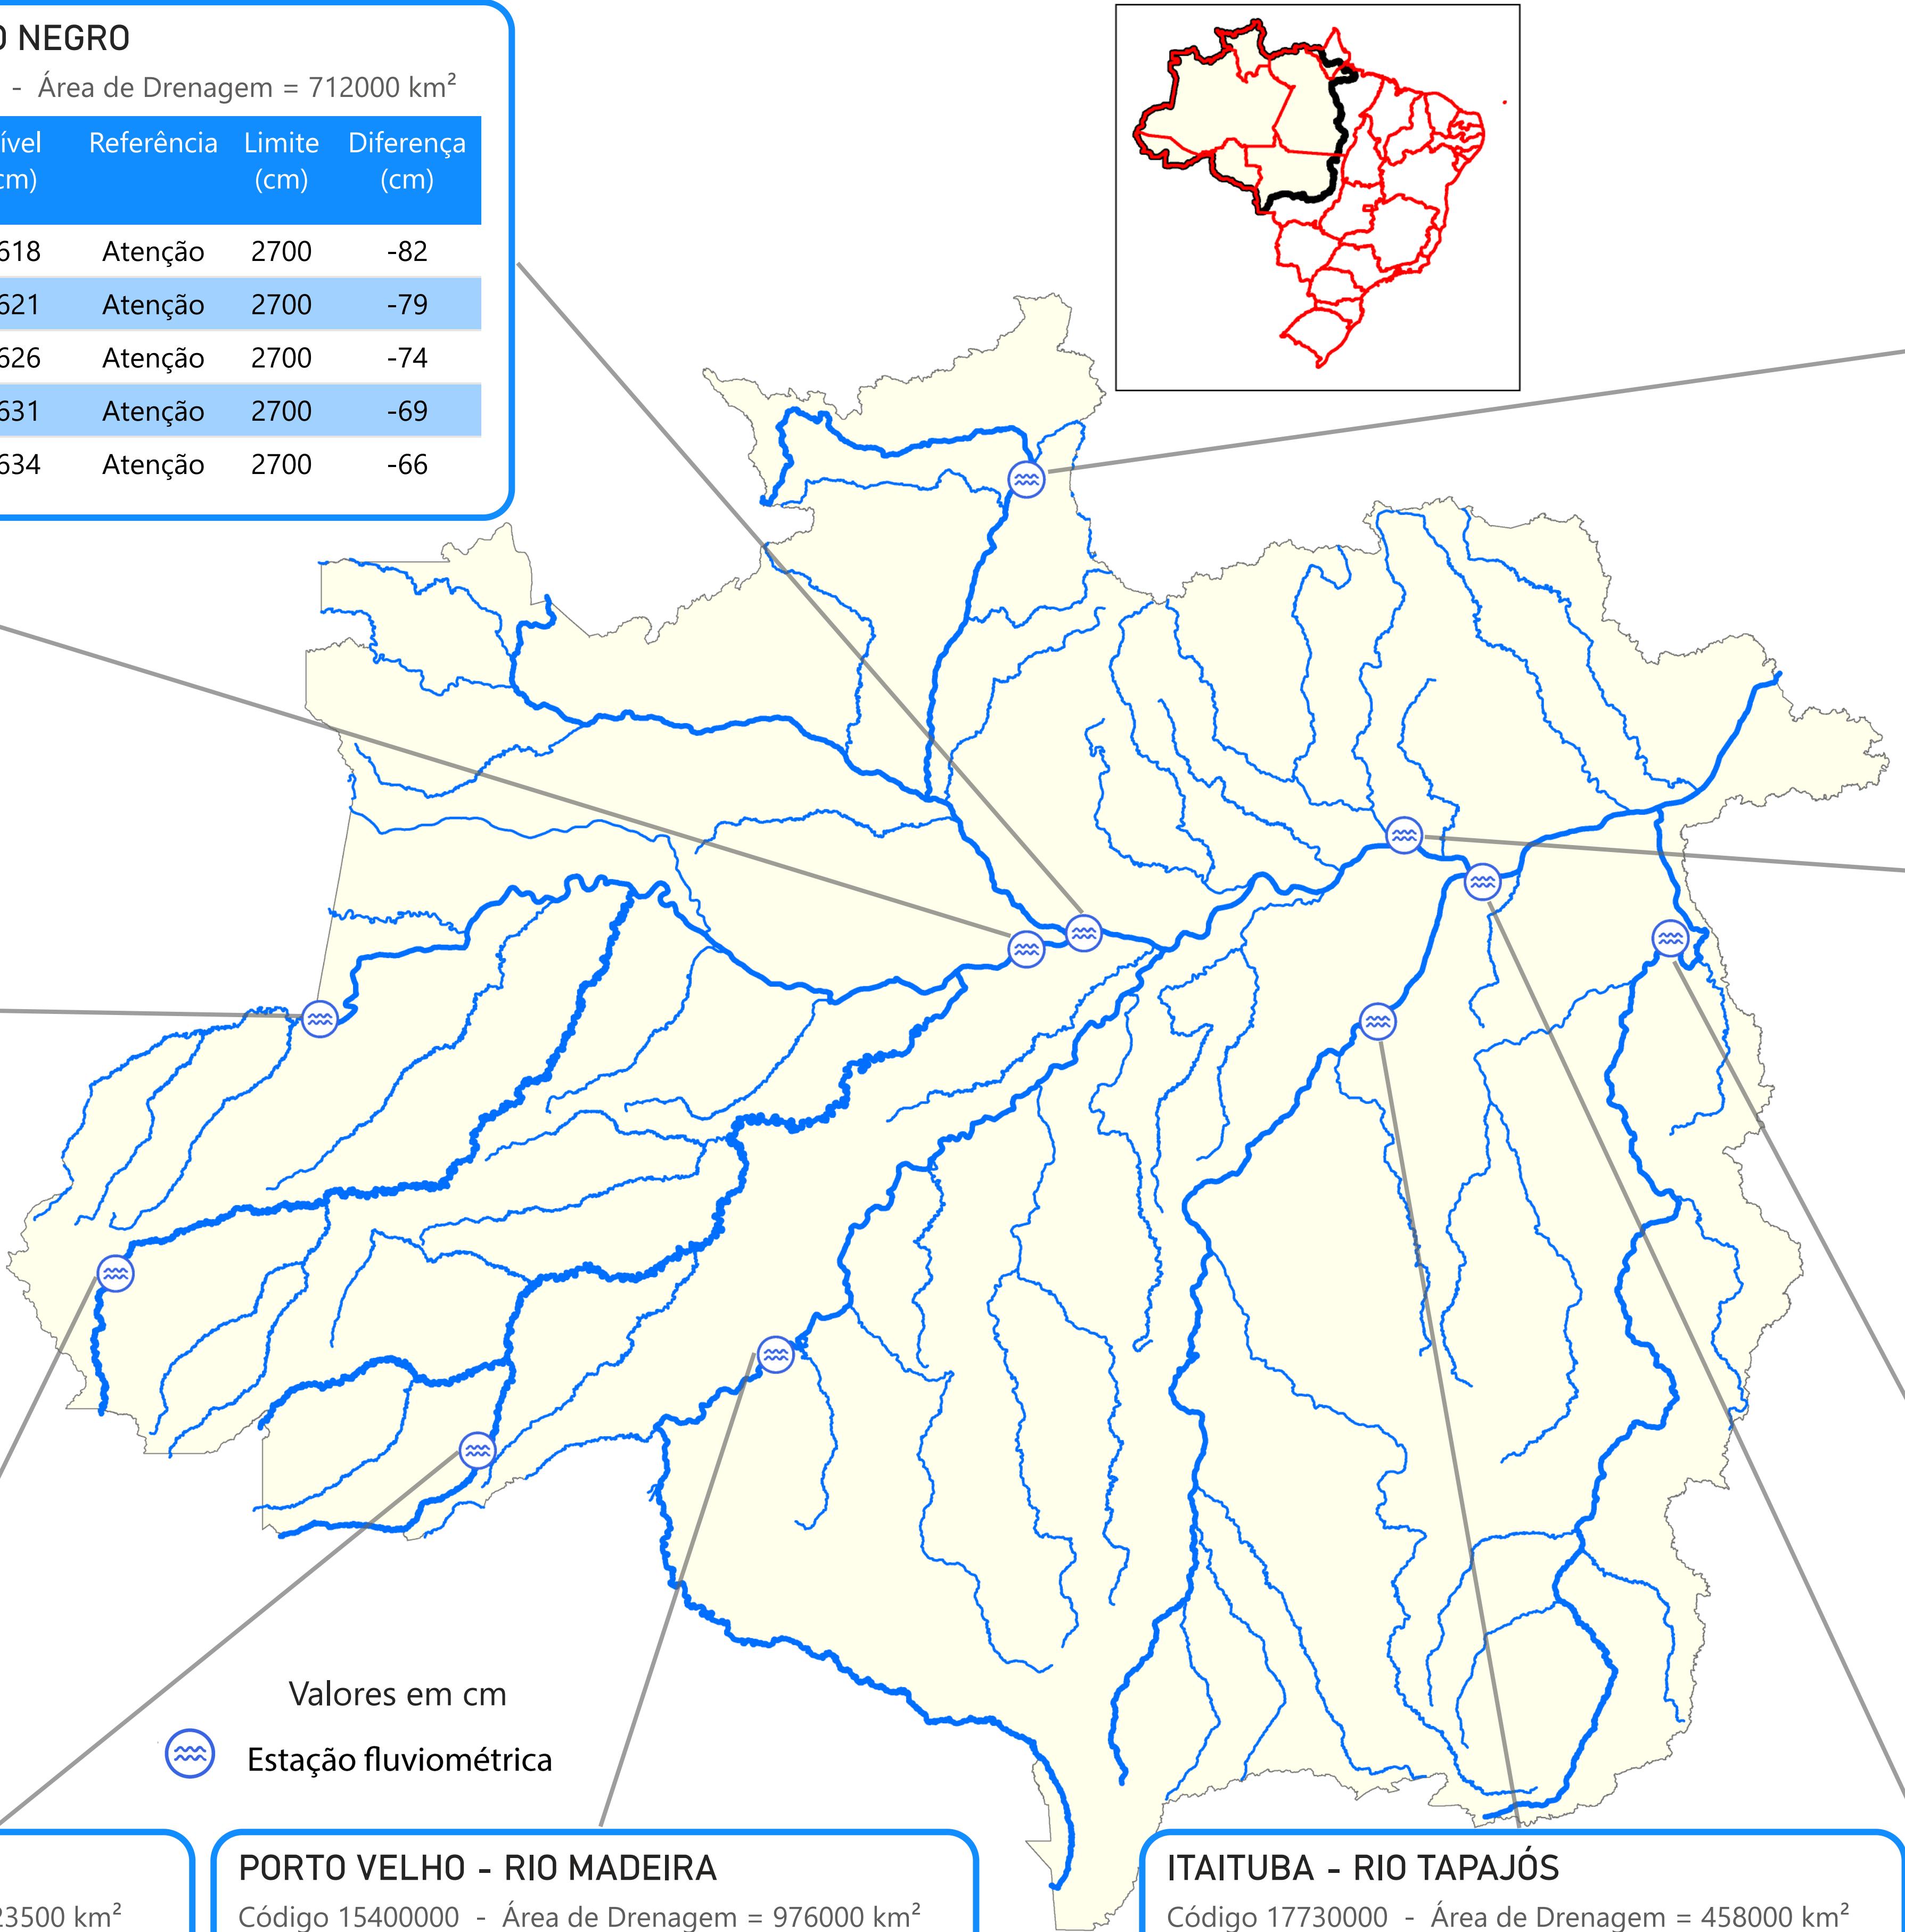 NEGRO
- Área de Drenagem = 712000 km²
Referência Limite Diferença
(cm) (cm)
618 Atenção 2700 -82
621 Atenção 2700 -79
626 Atenção 2700 -74
631 Atenção 2700 -69
634 Atenção 2700 -66
Valores em cm
Estação fluviométrica
23500 km²
PORTO VELHO - RIO MADEIRA
Código 15400000 - Área de Drenagem = 976000 km²
ITAITUBA - RIO TAPAJÓS
Código 17730000 - Área de Drenagem = 458000 km²